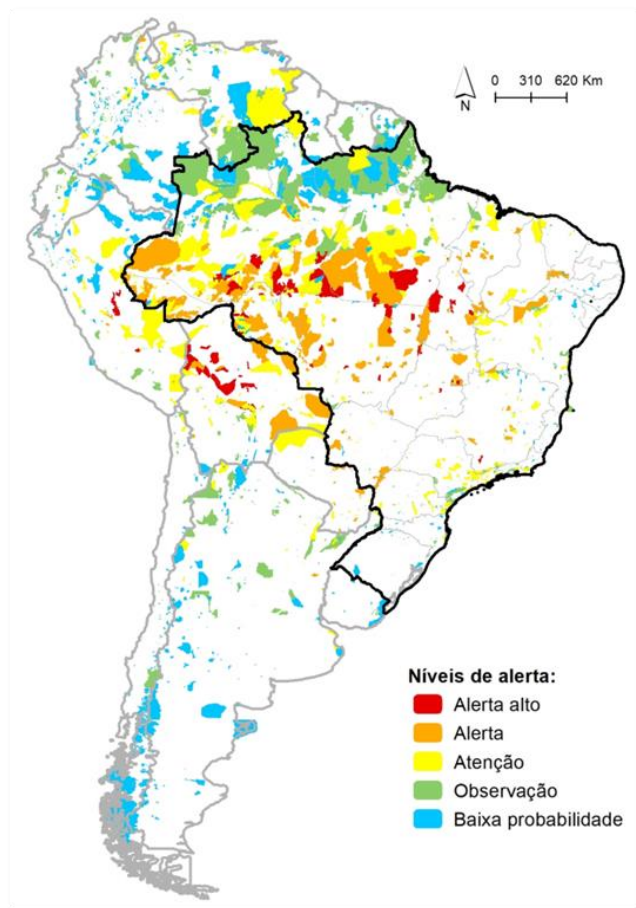 N
0 310 620 Km
Níveis de alerta:
Alerta alto
Alerta
Atenção
Observação
Baixa probabilidade